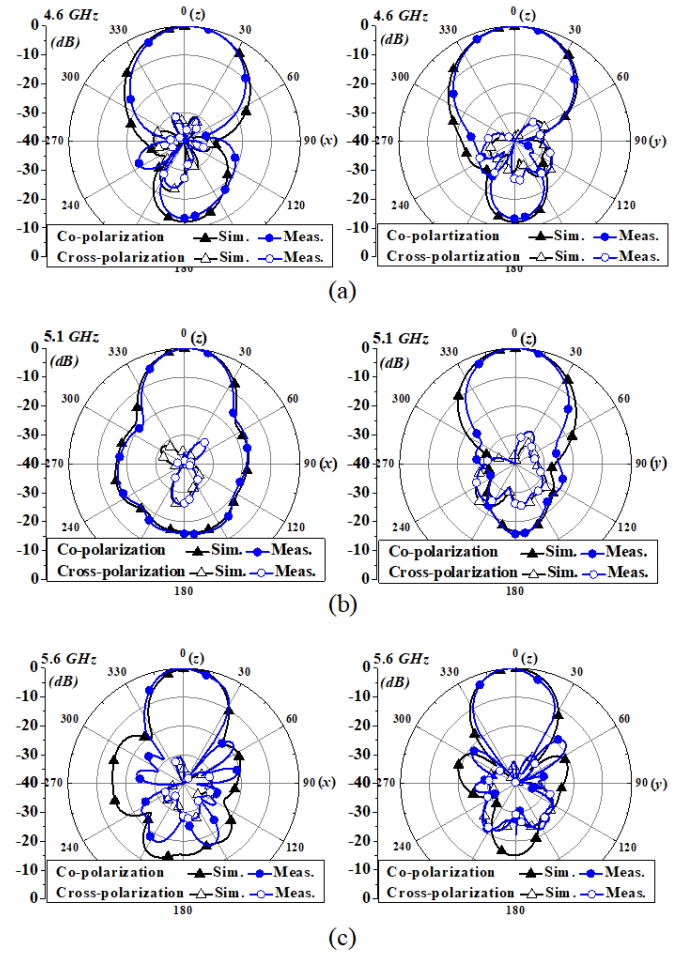 4.6 GHz
(dB)
0 (z)
330
30
300
60
270
90 (x)
240
120
180
0
-10
-20
-30
-40
-30
-20
-10
0
Co-polarization Sim. Meas.
Cross-polarization Sim. Meas.
4.6 GHz
(dB)
0 (z)
330
30
300
60
270
90 (y)
240
120
180
0
-10
-20
-30
-40
-30
-20
-10
0
Co-polartization Sim. Meas.
Cross-polartization Sim. Meas.
(a)
5.1 GHz
(dB)
0 (z)
330
30
300
60
270
90 (x)
240
120
180
0
-10
-20
-30
-40
-30
-20
-10
0
Co-polarization Sim. Meas.
Cross-polarization Sim. Meas.
5.1 GHz
(dB)
0 (z)
330
30
300
60
270
90 (y)
240
120
180
0
-10
-20
-30
-40
-30
-20
-10
0
Co-polarization Sim. Meas.
Cross-polarization Sim. Meas.
(b)
5.6 GHz
(dB)
0 (z)
330
30
300
60
270
90 (x)
240
120
180
0
-10
-20
-30
-40
-30
-20
-10
0
Co-polarization Sim. Meas.
Cross-polarization Sim. Meas.
5.6 GHz
(dB)
0 (z)
330
30
300
60
270
90 (y)
240
120
180
0
-10
-20
-30
-40
-30
-20
-10
0
Co-polarization Sim. Meas.
Cross-polarization Sim. Meas.
(c)